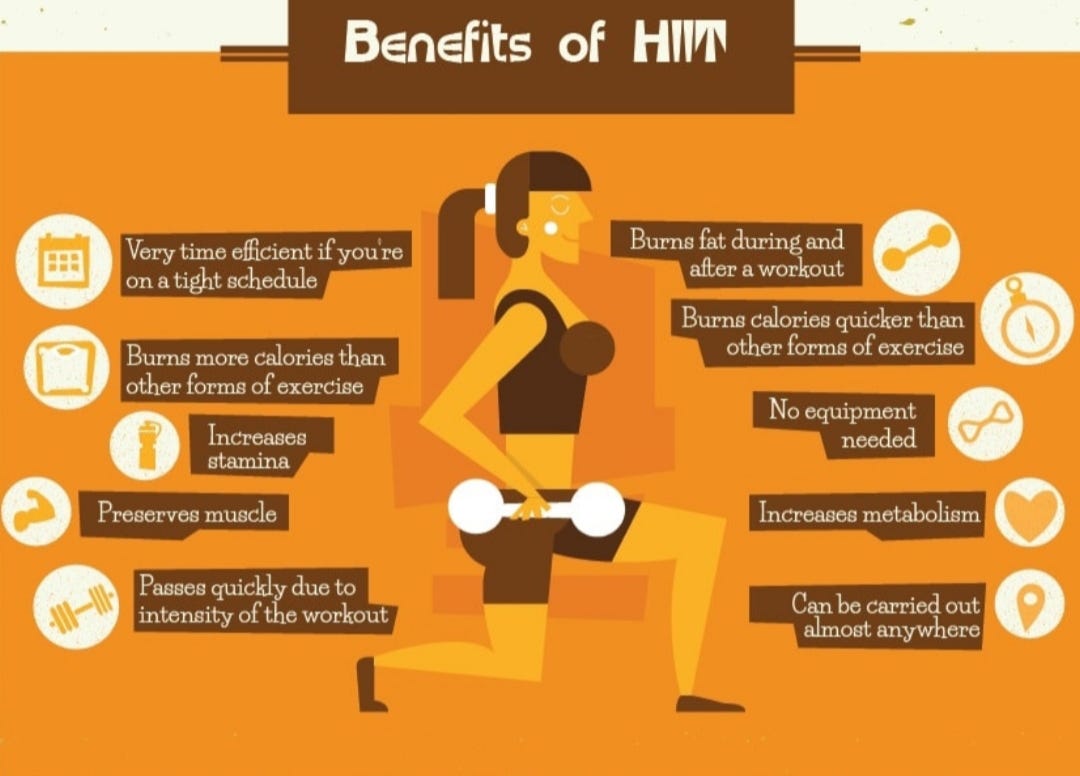 Benefits of HIIT
Very time efficient if you're
on a tight schedule
Burns more calories than
other forms of exercise
Increases
stamina
Preserves muscle
Passes quickly due to
intensity of the workout
Burns fat during and
after a workout
Burns calories quicker than
other forms of exercise
No equipment
needed
Increases metabolism
Can be carried out
almost anywhere